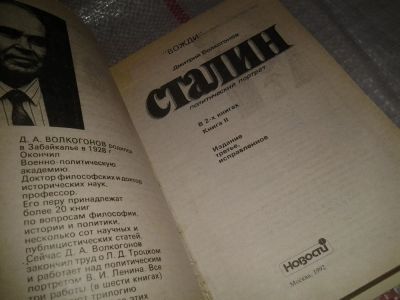 Д. А. ВОЛКОГОНОВ родился
в Забайкалье в 1928 г.
Окончил
Военно-политическую
академию.
Доктор философских и доктор
исторических наук,
профессор.
Его перу принадлежат
более 20 книг
по вопросам философии,
истории и политики,
несколько сот научных и
публицистических статей.
Сейчас Д. А. Волкогонов
закончил труд о Л. Д. Троцком
и работает над политическим
портретом В. И. Ленина. Все
три работы (в шести книгах)
трилогию
этих
"ВОЖДИ"
Дмитрий Волкогонов
СТАЛИН
политический портрет
В 2-х книгах
Книга II
Издание
третье,
исправленное
Новости
Москва, 1992